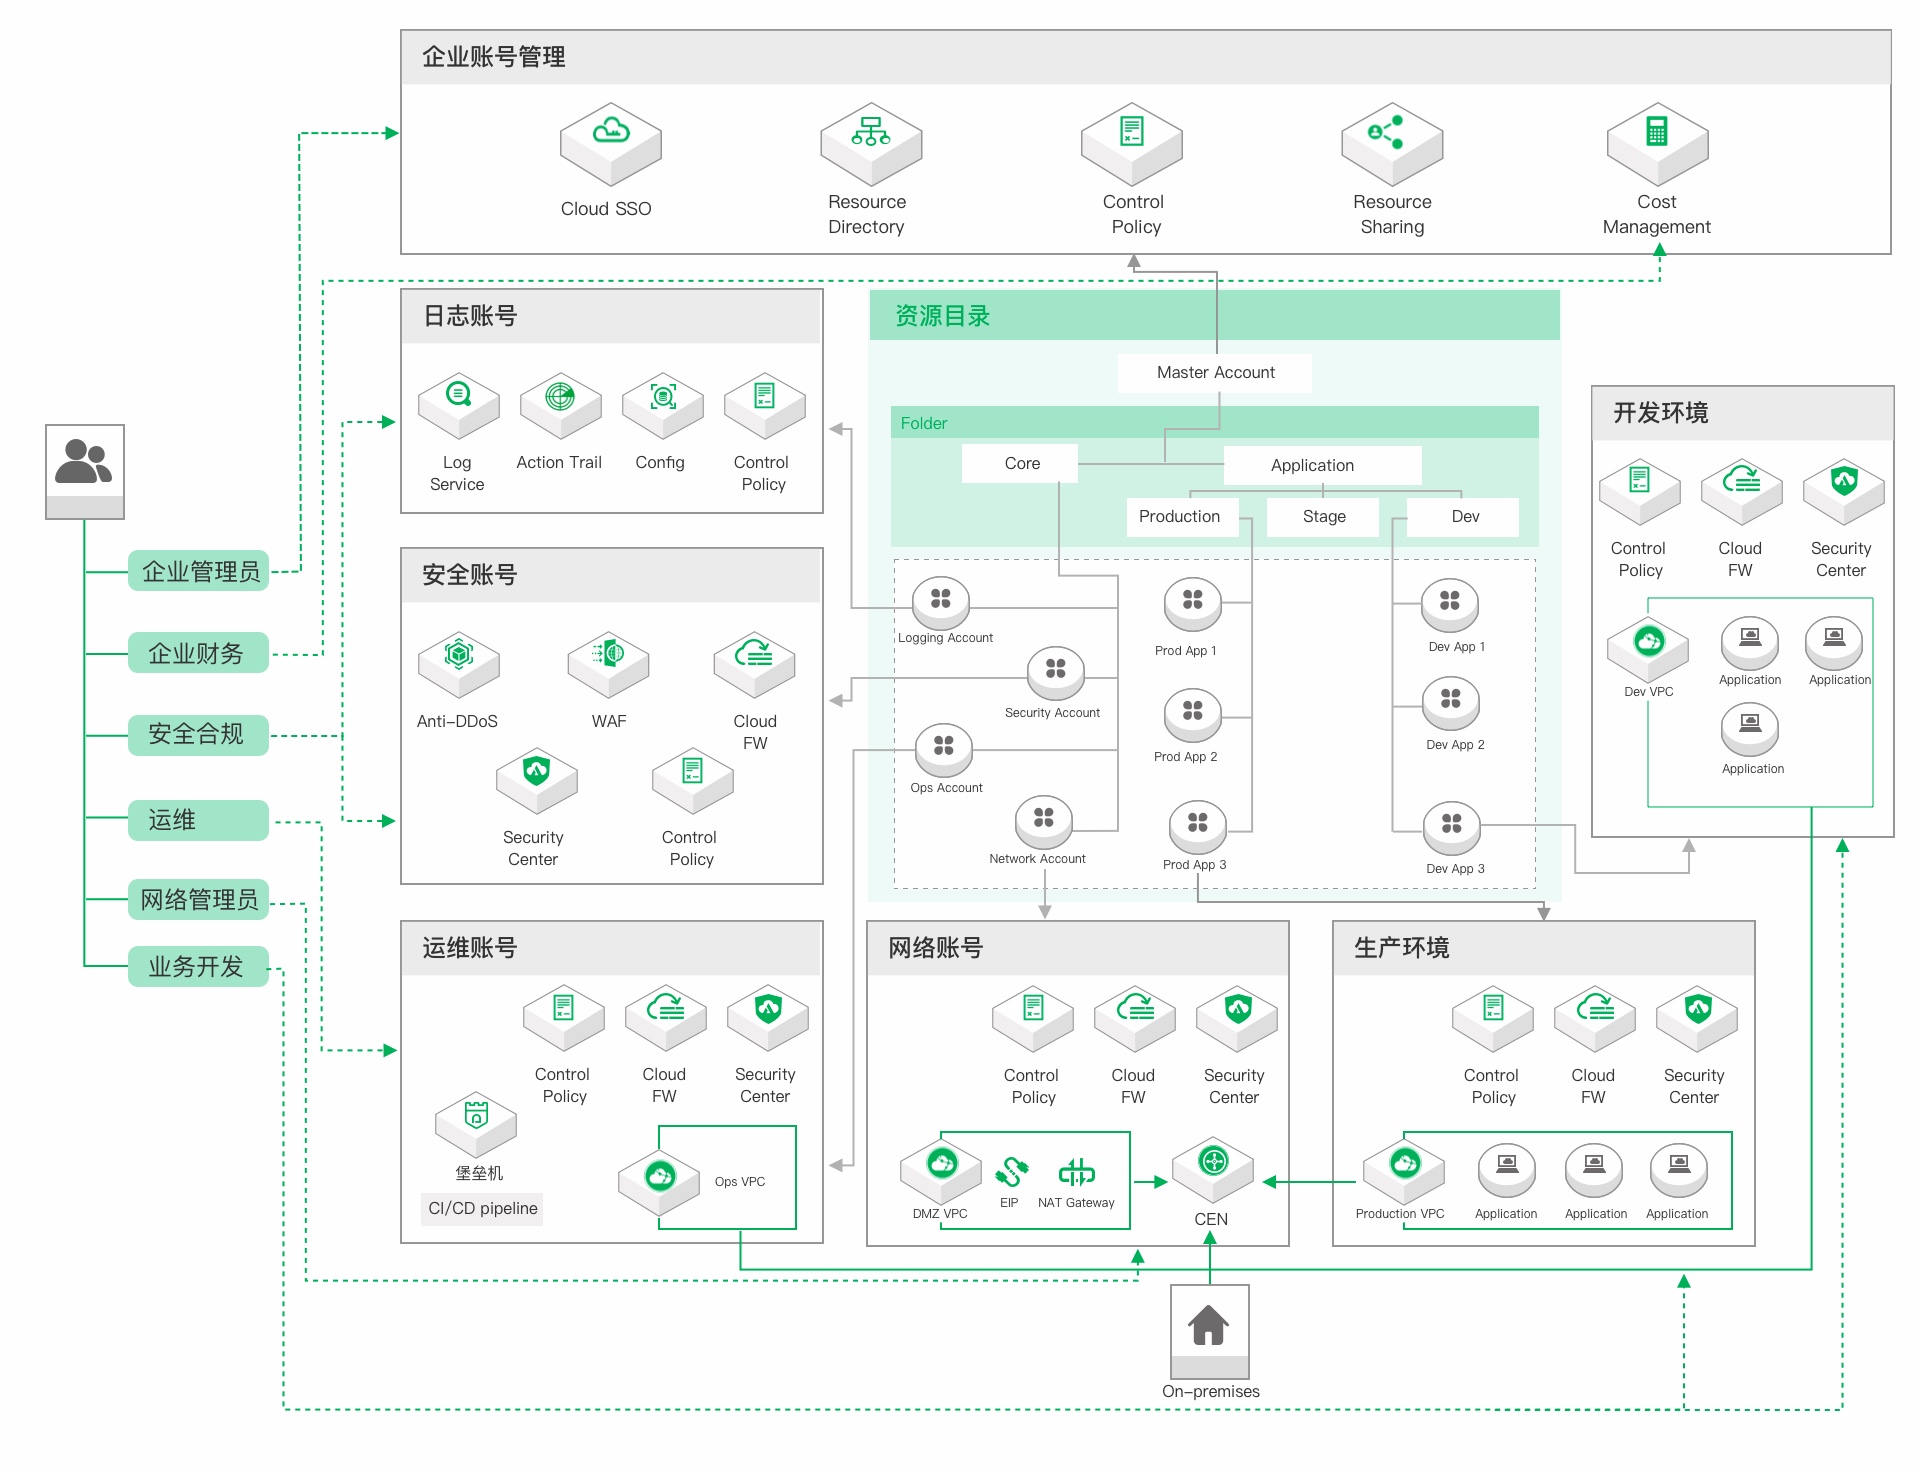 企业账号管理
Cloud SSO
Resource
Directory
Control
Policy
Resource
Sharing
Cost
Management
企业管理员
企业财务
安全合规
运维
网络管理员
业务开发
日志账号
Log
Service
Action Trail
Config
Control
Policy
安全账号
Anti-DDoS
WAF
Cloud
FW
Security
Center
Control
Policy
资源目录
Master Account
Folder
Core
Application
Production
Stage
Dev
Logging Account
Security Account
Ops Account
Network Account
Prod App 1
Prod App 2
Prod App 3
Dev App 1
Dev App 2
Dev App 3
开发环境
Control
Policy
Cloud
FW
Security
Center
Dev VPC
Application
Application
Application
运维账号
Control
Policy
Cloud
FW
Security
Center
堡垒机
CI/CD pipeline
Ops VPC
网络账号
Control
Policy
Cloud
FW
Security
Center
DMZ VPC
EIP
NAT Gateway
CEN
生产环境
Control
Policy
Cloud
FW
Security
Center
Production VPC
Application
Application
Application
On-premises